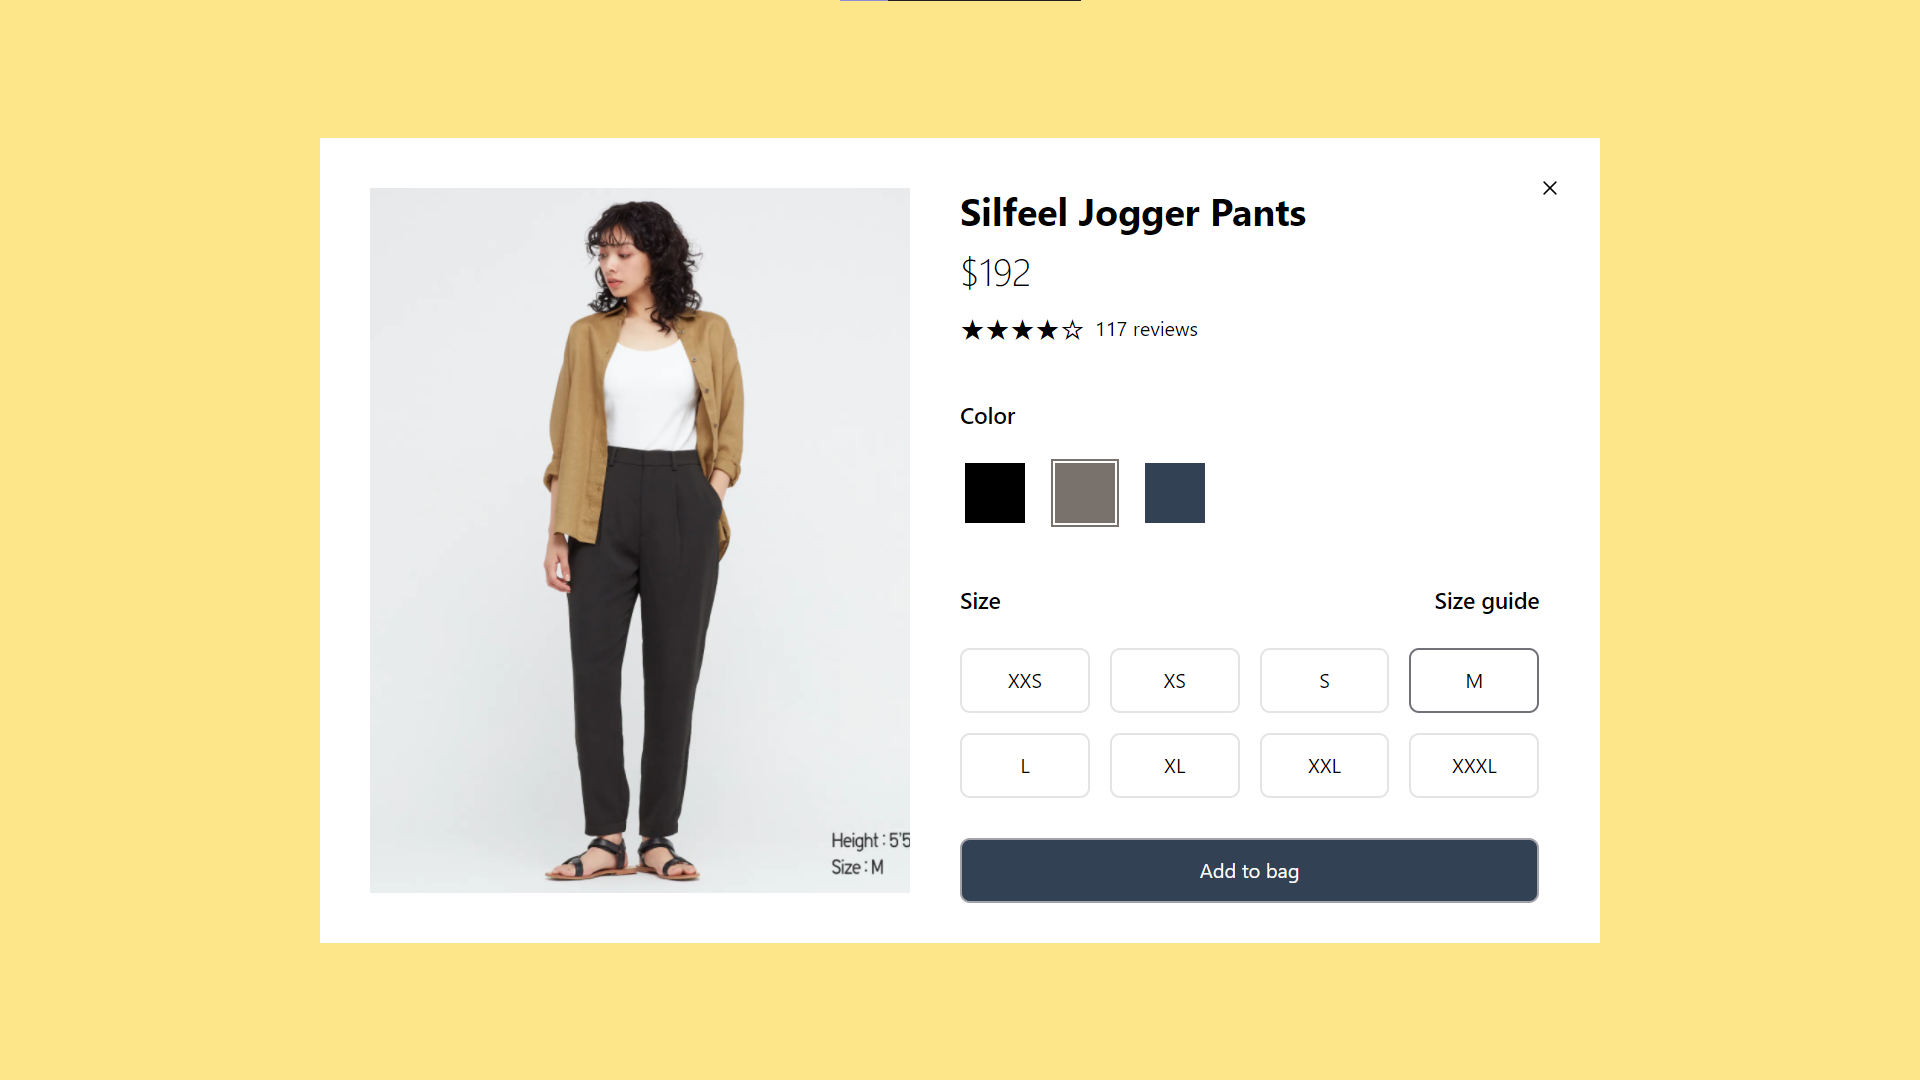 Silfeel Jogger Pants
$192
★★★★☆ 117 reviews
Color
Size Size guide
XXS XS S M
L XL XXL XXXL
Add to bag
Height : 5'5
Size : M